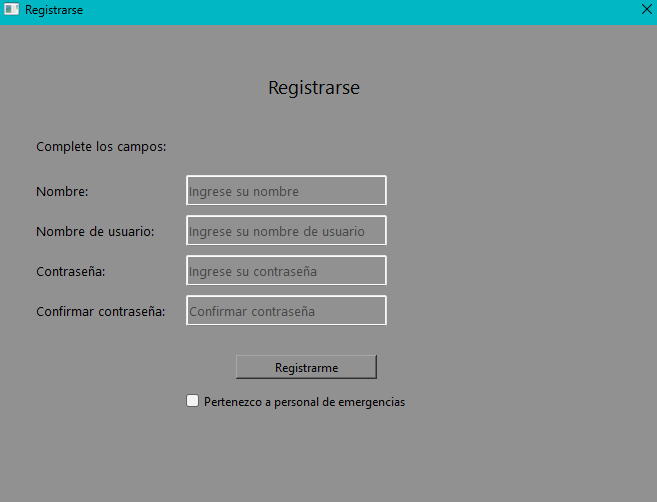 Registrarse
Registrarse
Complete los campos:
Nombre: Ingrese su nombre
Nombre de usuario: Ingrese su nombre de usuario
Contraseña: Ingrese su contraseña
Confirmar contraseña: Confirmar contraseña
Registrarme
Pertenezco a personal de emergencias